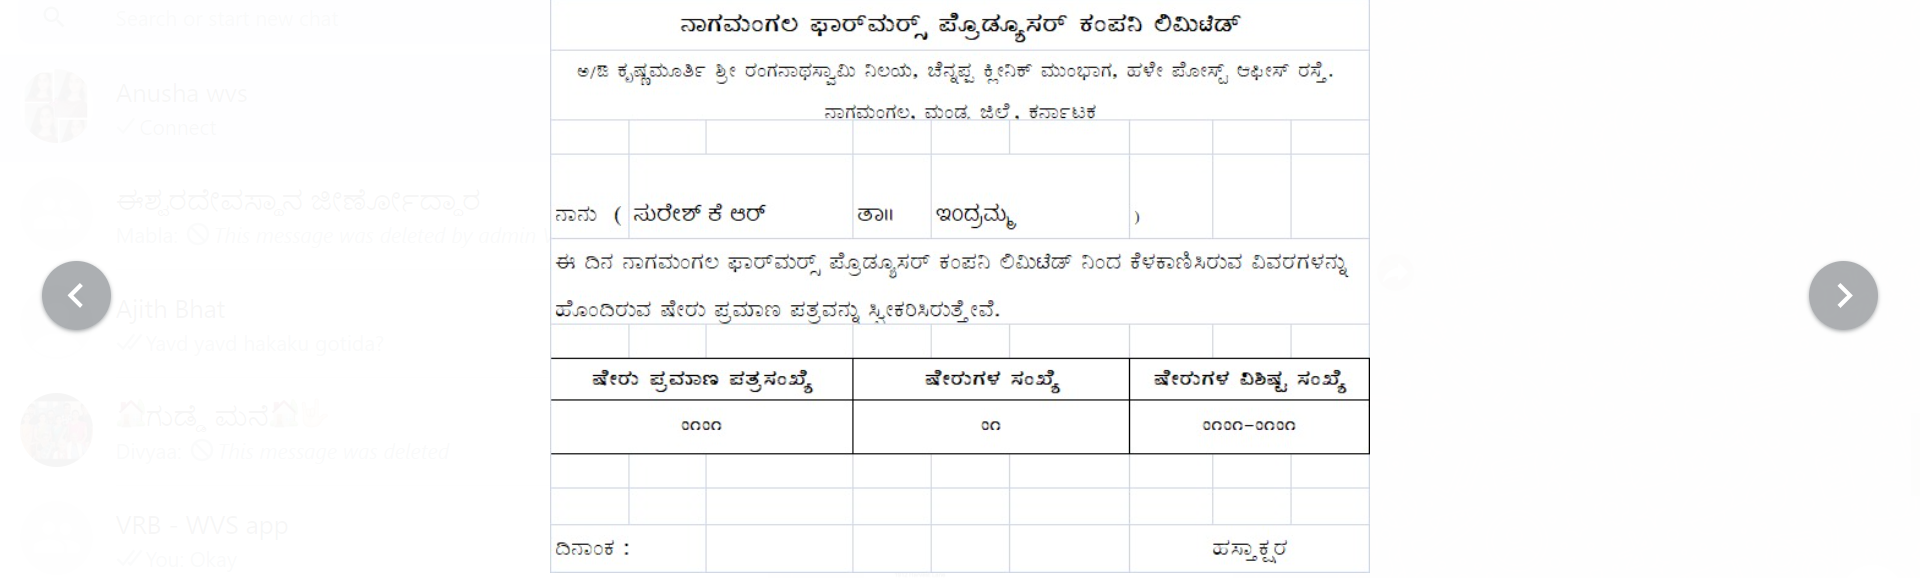 ನಾಗಮಂಗಲ ಫಾರ್‌ಮರ‍್ಸ್ ಪ್ರೊಡ್ಯೂಸರ್ ಕಂಪನಿ ಲಿಮಿಟೆಡ್
ಅ/ಔ ಕೃಷ್ಣಮೂರ್ತಿ ಶ್ರೀ ರಂಗನಾಥಸ್ವಾಮಿ ನಿಲಯ, ಚೆನ್ನಪ್ಪ ಕ್ಲೀನಿಕ್ ಮುಂಭಾಗ, ಹಳೇ ಪೋಸ್ಟ್ ಆಫೀಸ್ ರಸ್ತೆ.
ನಾಗಮಂಗಲ, ಮಂಡ್ಯ ಜಿಲ್ಲೆ, ಕರ್ನಾಟಕ
ನಾನು ( ಸುರೇಶ್ ಕೆ ಆರ್ ತಾ॥ ಇಂದ್ರಮ್ಮ )
ಈ ದಿನ ನಾಗಮಂಗಲ ಫಾರ್‌ಮರ‍್ಸ್ ಪ್ರೊಡ್ಯೂಸರ್ ಕಂಪನಿ ಲಿಮಿಟೆಡ್ ನಿಂದ ಕೆಳಕಾಣಿಸಿರುವ ವಿವರಗಳನ್ನು
ಹೊಂದಿರುವ ಷೇರು ಪ್ರಮಾಣ ಪತ್ರವನ್ನು ಸ್ವೀಕರಿಸಿರುತ್ತೇವೆ.
ಷೇರು ಪ್ರಮಾಣ ಪತ್ರಸಂಖ್ಯೆ ಷೇರುಗಳ ಸಂಖ್ಯೆ ಷೇರುಗಳ ವಿಶಿಷ್ಟ ಸಂಖ್ಯೆ
೦೧೦೧ ೦೧ ೦೧೦೧-೦೧೦೧
ದಿನಾಂಕ : ಹಸ್ತಾಕ್ಷರ
Search or start new chat
Anusha wvs
Connect
ಈಶ್ವರದೇವಸ್ಥಾನ ಜೀರ್ಣೋದ್ಧಾರ
Mabla: This message was deleted by admin
Ajith Bhat
Yavd yavd hakakd gotida?
ಗುಡ್ಡೆ ಮನೆ
Divyaa: This message was deleted
VRB - WVS app
You: Okay